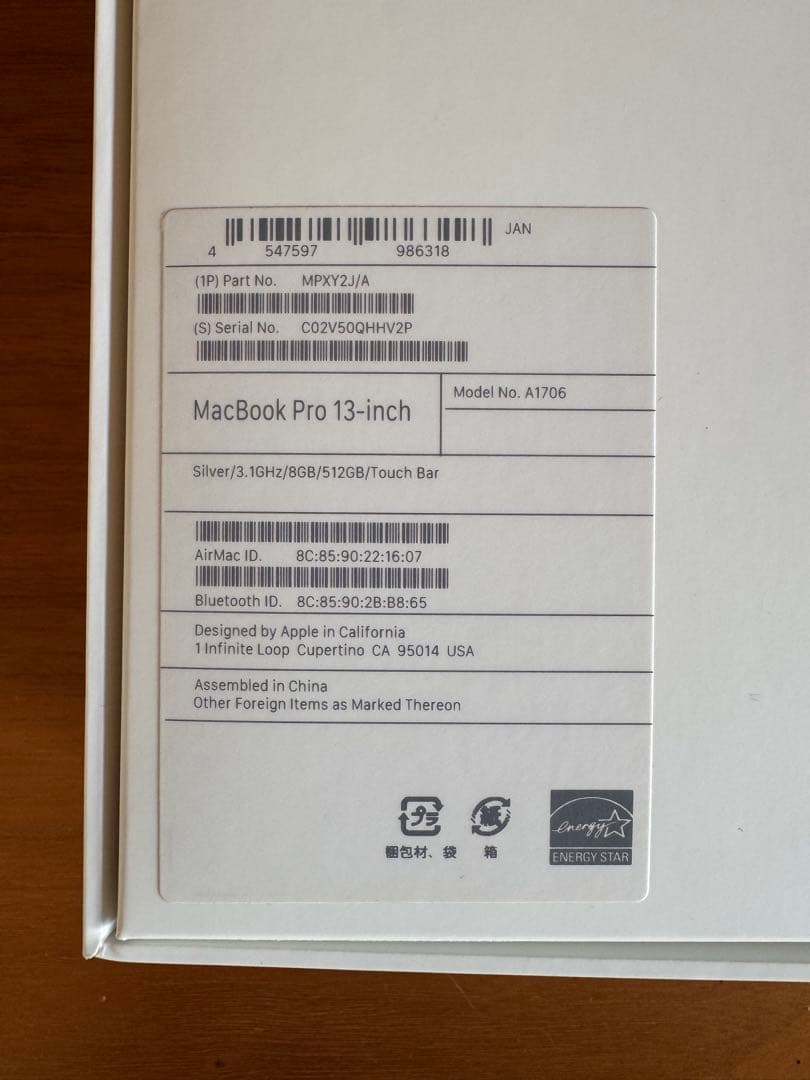 JAN
4 547597 986318
(1P) Part No. MPXY2J/A
(S) Serial No. C02V50QHHV2P
MacBook Pro 13-inch
Model No. A1706
Silver/3.1GHz/8GB/512GB/Touch Bar
AirMac ID. 8C:85:90:22:16:07
Bluetooth ID. 8C:85:90:2B:B8:65
Designed by Apple in California
1 Infinite Loop Cupertino CA 95014 USA
Assembled in China
Other Foreign Items as Marked Thereon
プラ
紙
energy
梱包材、袋
箱
ENERGY STAR